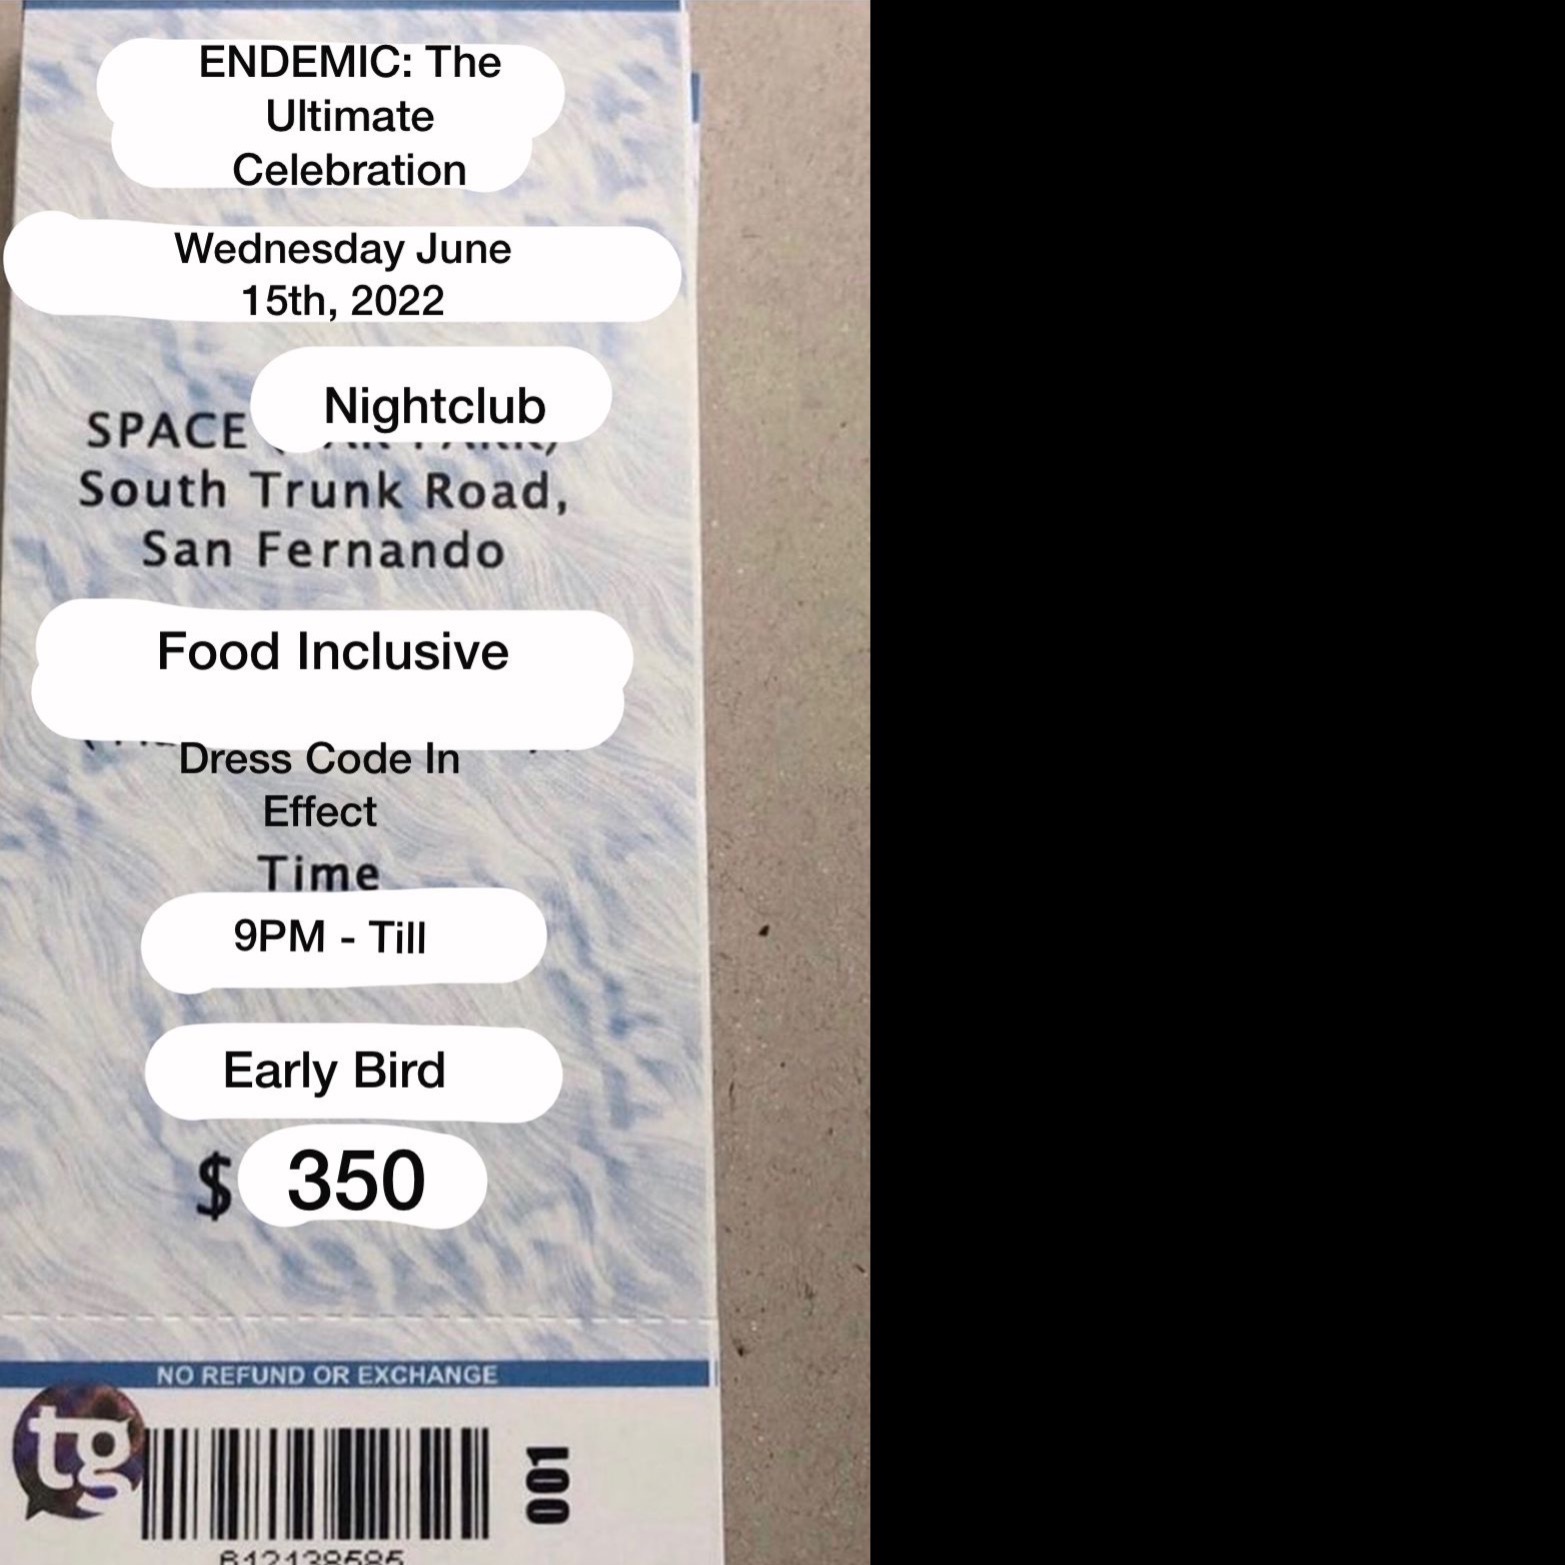 ENDEMIC: The
Ultimate
Celebration
Wednesday June
15th, 2022
SPACE Nightclub
South Trunk Road,
San Fernando
Food Inclusive
Dress Code In
Effect
Time
9PM - Till
Early Bird
$ 350
NO REFUND OR EXCHANGE
tg
001
612138585